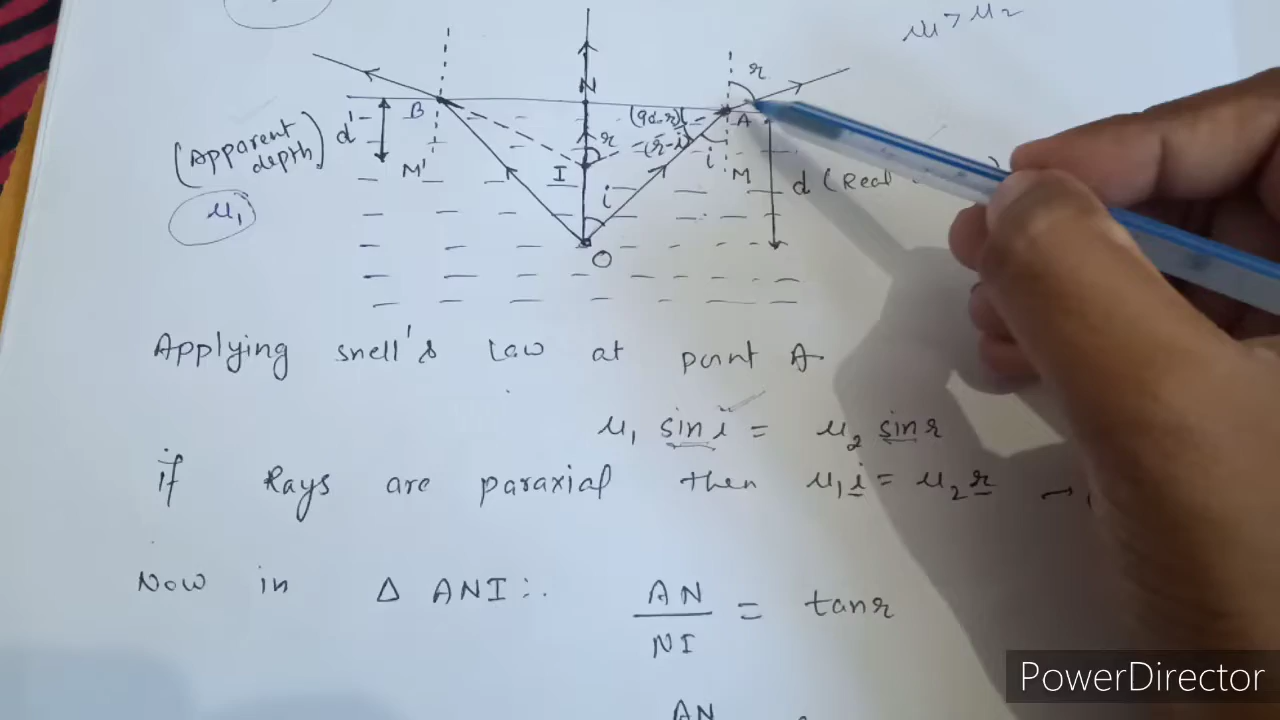 μ1 > μ2
N
r
B
(90-r)
A
(Apparent depth)
d'
r
(r-i)
i
M'
I
M
d (Real
μ1
i
O
Applying snell's law at point A
μ1 sin i = μ2 sin r
if Rays are paraxial then μ1 i = μ2 r →
Now in Δ ANI :.
AN/NI = tan r
AN
PowerDirector